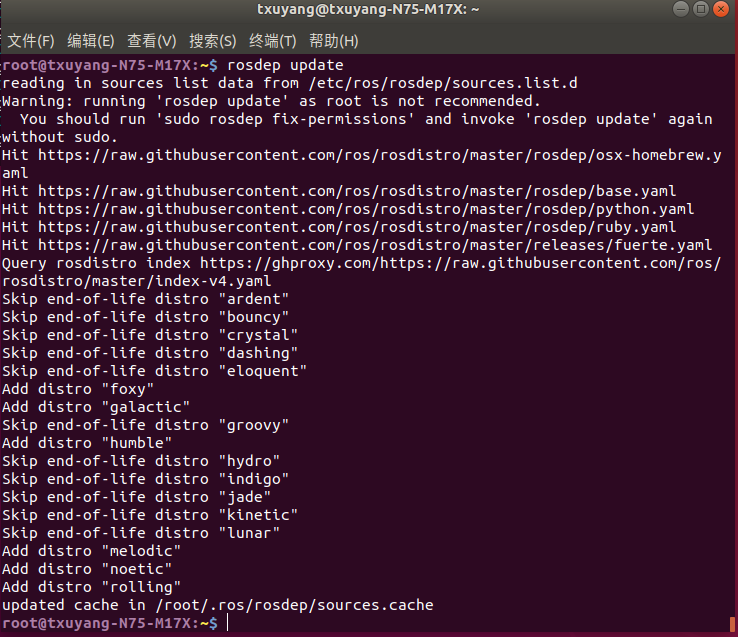 txuyang@txuyang-N75-M17X: ~
文件(F) 编辑(E) 查看(V) 搜索(S) 终端(T) 帮助(H)
root@txuyang-N75-M17X:~$ rosdep update
reading in sources list data from /etc/ros/rosdep/sources.list.d
Warning: running 'rosdep update' as root is not recommended.
  You should run 'sudo rosdep fix-permissions' and invoke 'rosdep update' again
without sudo.
Hit https://raw.githubusercontent.com/ros/rosdistro/master/rosdep/osx-homebrew.y
aml
Hit https://raw.githubusercontent.com/ros/rosdistro/master/rosdep/base.yaml
Hit https://raw.githubusercontent.com/ros/rosdistro/master/rosdep/python.yaml
Hit https://raw.githubusercontent.com/ros/rosdistro/master/rosdep/ruby.yaml
Hit https://raw.githubusercontent.com/ros/rosdistro/master/releases/fuerte.yaml
Query rosdistro index https://ghproxy.com/https://raw.githubusercontent.com/ros/
rosdistro/master/index-v4.yaml
Skip end-of-life distro "ardent"
Skip end-of-life distro "bouncy"
Skip end-of-life distro "crystal"
Skip end-of-life distro "dashing"
Skip end-of-life distro "eloquent"
Add distro "foxy"
Add distro "galactic"
Skip end-of-life distro "groovy"
Add distro "humble"
Skip end-of-life distro "hydro"
Skip end-of-life distro "indigo"
Skip end-of-life distro "jade"
Skip end-of-life distro "kinetic"
Skip end-of-life distro "lunar"
Add distro "melodic"
Add distro "noetic"
Add distro "rolling"
updated cache in /root/.ros/rosdep/sources.cache
root@txuyang-N75-M17X:~$